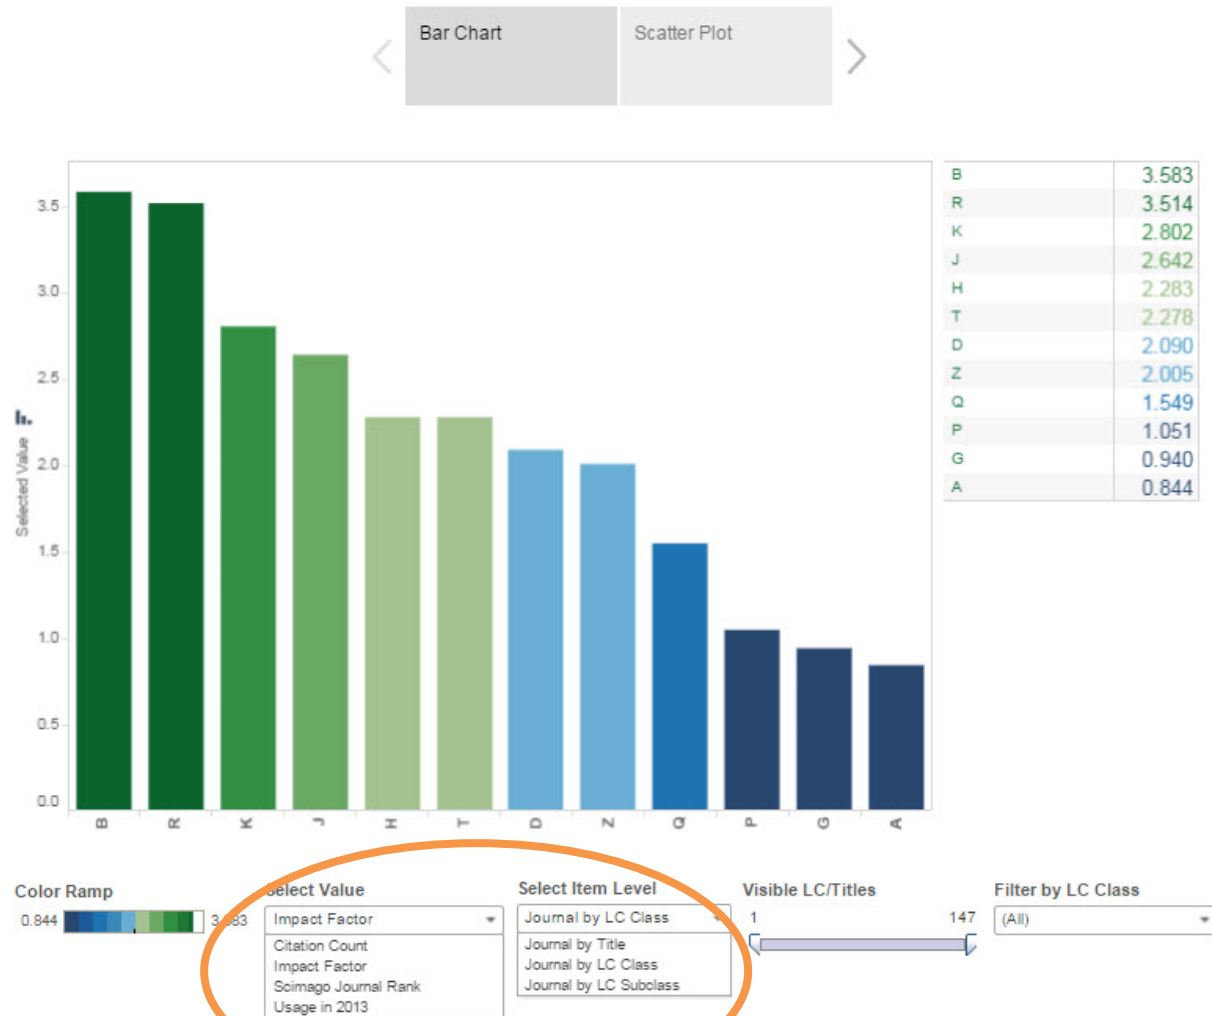 Bar Chart
Scatter Plot
B 3.583
R 3.514
K 2.802
J 2.642
H 2.283
T 2.278
D 2.090
Z 2.005
Q 1.549
P 1.051
G 0.940
A 0.844
Selected Value
3.5
3.0
2.5
2.0
1.5
1.0
0.5
0.0
B R K J H T D Z Q P G A
Color Ramp
0.844
Select Value
Impact Factor
Citation Count
Impact Factor
Scimago Journal Rank
Usage in 2013
Select Item Level
Journal by LC Class
Journal by Title
Journal by LC Class
Journal by LC Subclass
Visible LC/Titles
1 147
Filter by LC Class
(All)